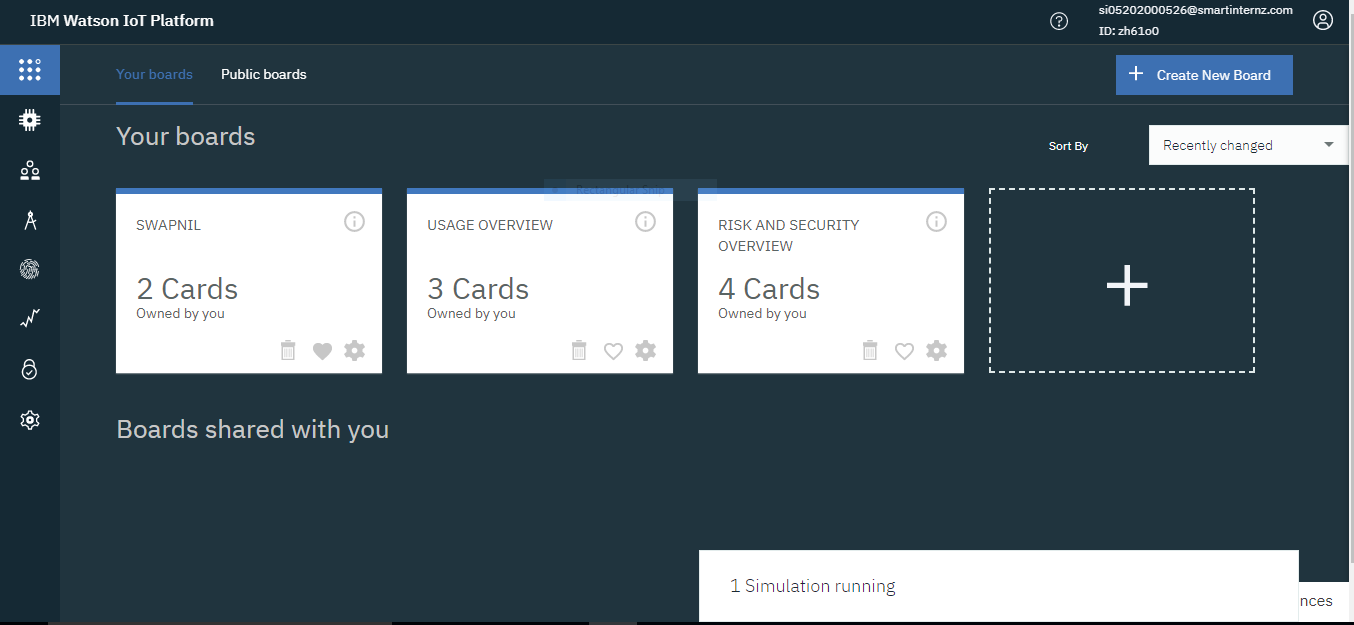 IBM Watson IoT Platform
si05202000526@smartinternz.com
ID: zh61o0
Your boards
Public boards
Create New Board
Your boards
Sort By
Recently changed
Rectangular Snip
SWAPNIL
2 Cards
Owned by you
USAGE OVERVIEW
3 Cards
Owned by you
RISK AND SECURITY
OVERVIEW
4 Cards
Owned by you
Boards shared with you
1 Simulation running
nces